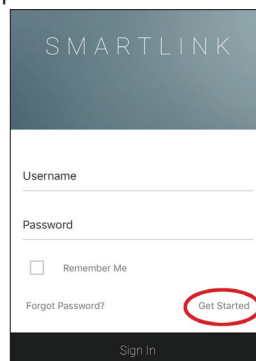 SMARTLINK
Username
Password
Remember Me
Forgot Password? Get Started
Sign In